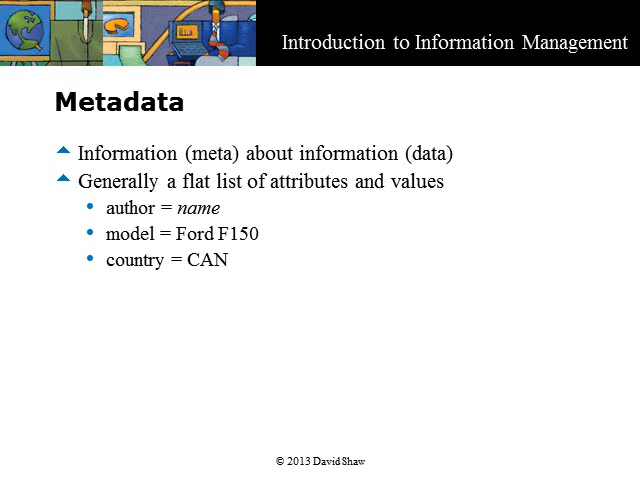 Introduction to Information Management
Metadata
Information (meta) about information (data)
Generally a flat list of attributes and values
author = name
model = Ford F150
country = CAN
© 2013 David Shaw